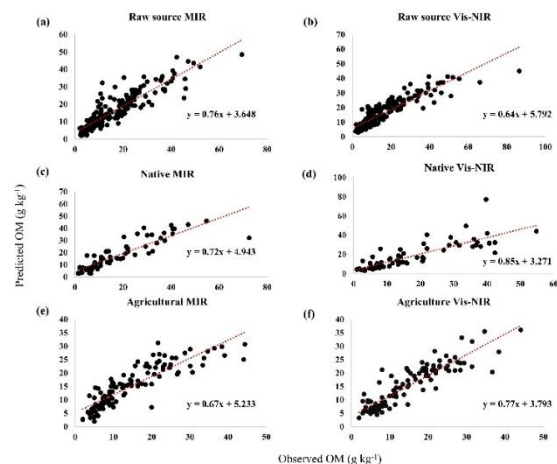 (a) Raw source MIR
60
50
40
30
20
10
0
0 20 40 60 80
y = 0.76x + 3.648
(b) Raw source Vis-NIR
70
60
50
40
30
20
10
0
0 20 40 60 80 100
y = 0.64x + 5.792
Predicted OM (g kg⁻¹)
(c) Native MIR
70
60
50
40
30
20
10
0
0 20 40 60 80
y = 0.72x + 4.943
(d) Native Vis-NIR
100
80
60
40
20
0
0 10 20 30 40 50
y = 0.85x + 3.271
(e) Agricultural MIR
40
35
30
25
20
15
10
5
0
0 10 20 30 40 50
y = 0.67x + 5.233
(f) Agriculture Vis-NIR
40
35
30
25
20
15
10
5
0
0 10 20 30 40 50
y = 0.77x + 3.793
Observed OM (g kg⁻¹)